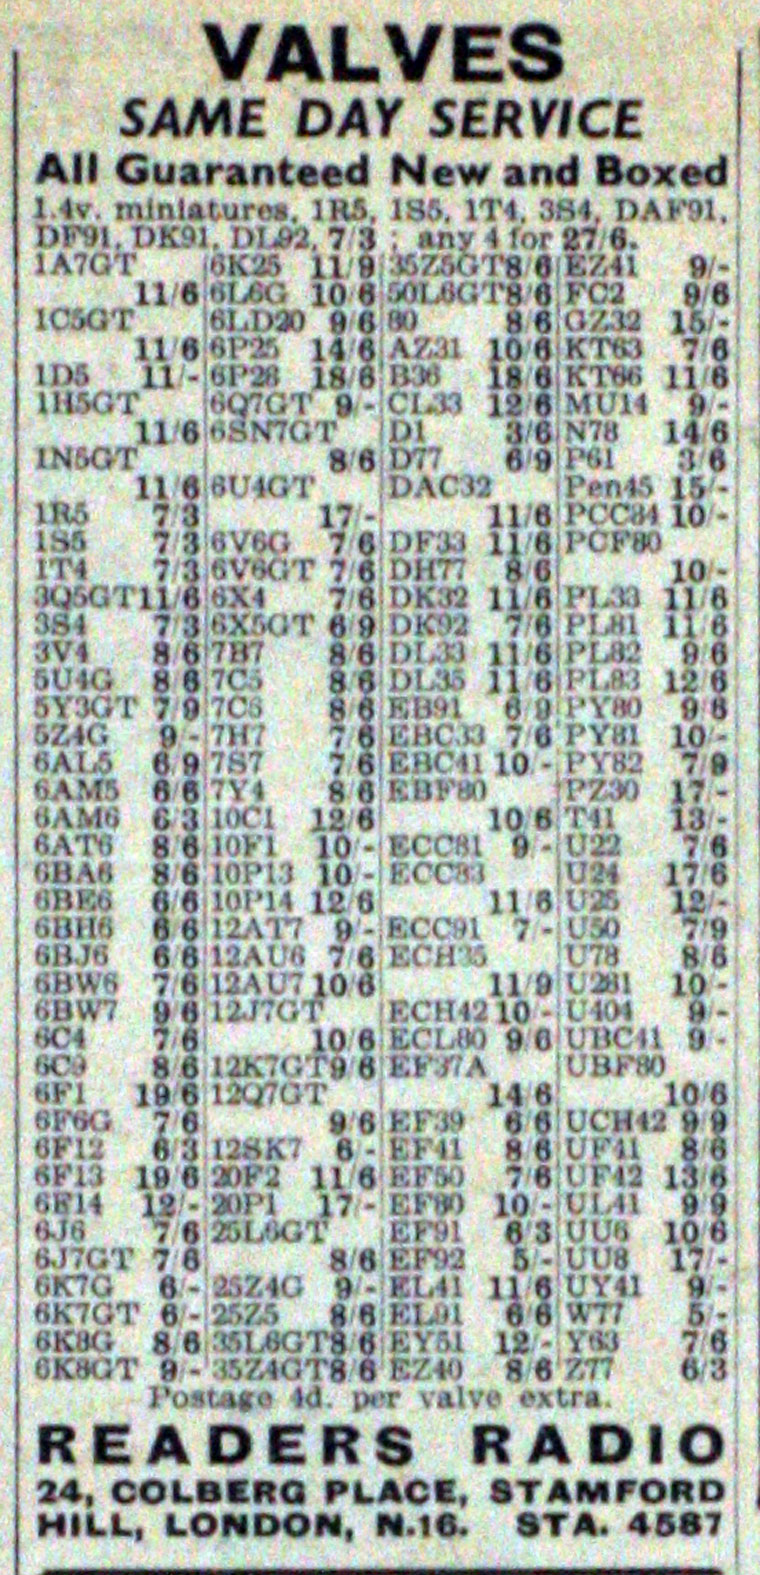 VALVES
SAME DAY SERVICE
All Guaranteed New and Boxed
1.4v. miniatures, 1R5, 1S5, 1T4, 3S4, DAF91,
DF91, DK91, DL92, 7/3 ; any 4 for 27/6.
1A7GT
11/6
1C5GT
11/6
1D5 11/-
1H5GT
11/6
1N5GT
11/6
1R5 7/3
1S5 7/3
1T4 7/3
3Q5GT 11/6
3S4 7/3
3V4 8/6
5U4G 8/6
5Y3GT 7/9
5Z4G 9/-
6AL5 6/9
6AM5 6/6
6AM6 6/3
6AT6 8/6
6BA6 8/6
6BE6 6/6
6BH6 6/6
6BJ6 6/6
6BW6 7/6
6BW7 9/6
6C4 7/6
6C9 8/6
6F1 19/6
6F6G 7/6
6F12 6/3
6F13 19/6
6F14 12/-
6J6 7/6
6J7GT 7/6
6K7G 6/-
6K7GT 6/-
6K8G 8/6
6K8GT 9/-
6K25 11/9
6L6G 10/6
6LD20 9/6
6P25 14/6
6P28 18/6
6Q7GT 9/-
6SN7GT
8/6
6U4GT
17/-
6V6G 7/6
6V6GT 7/6
6X4 7/6
6X5GT 6/9
7B7 8/6
7C5 8/6
7C6 8/6
7H7 7/6
7S7 7/6
7Y4 8/6
10C1 12/6
10F1 10/-
10P13 10/-
10P14 12/6
12AT7 9/-
12AU6 7/6
12AU7 10/6
12J7GT
10/6
12K7GT 9/6
12Q7GT
9/6
12SK7 6/-
20F2 11/6
20P1 17/-
25L6GT
8/6
25Z4G 9/-
25Z5 8/6
35L6GT 8/6
35Z4GT 8/6
35Z5GT 8/6
50L6GT 8/6
80 8/6
AZ31 10/6
B36 18/6
CL33 12/6
D1 3/6
D77 6/9
DAC32
11/6
DF33 11/6
DH77 8/6
DK32 11/6
DK92 7/6
DL33 11/6
DL35 11/6
EB91 6/9
EBC33 7/6
EBC41 10/-
EBF80
10/6
ECC81 9/-
ECC83
11/6
ECC91 7/-
ECH35
11/9
ECH42 10/-
ECL80 9/6
EF37A
14/6
EF39 6/6
EF41 8/6
EF50 7/6
EF80 10/-
EF91 6/3
EF92 5/-
EL41 11/6
EL91 6/6
EY51 12/-
EZ40 8/6
EZ41 9/-
FC2 9/6
GZ32 15/-
KT63 7/6
KT66 11/6
MU14 9/-
N78 14/6
P61 3/6
Pen45 15/-
PCC84 10/-
PCF80
10/-
PL33 11/6
PL81 11/6
PL82 9/6
PL83 12/6
PY80 9/6
PY81 10/-
PY82 7/9
PZ30 17/-
T41 13/-
U22 7/6
U24 17/6
U25 12/-
U50 7/9
U78 8/6
U281 10/-
U404 9/-
UBC41 9/-
UBF80
10/6
UCH42 9/9
UF41 8/6
UF42 13/6
UL41 9/9
UU6 10/6
UU8 17/-
UY41 9/-
W77 5/-
Y63 7/6
Z77 6/3
Postage 4d. per valve extra.
READERS RADIO
24, COLBERG PLACE, STAMFORD
HILL, LONDON, N.16. STA. 4587